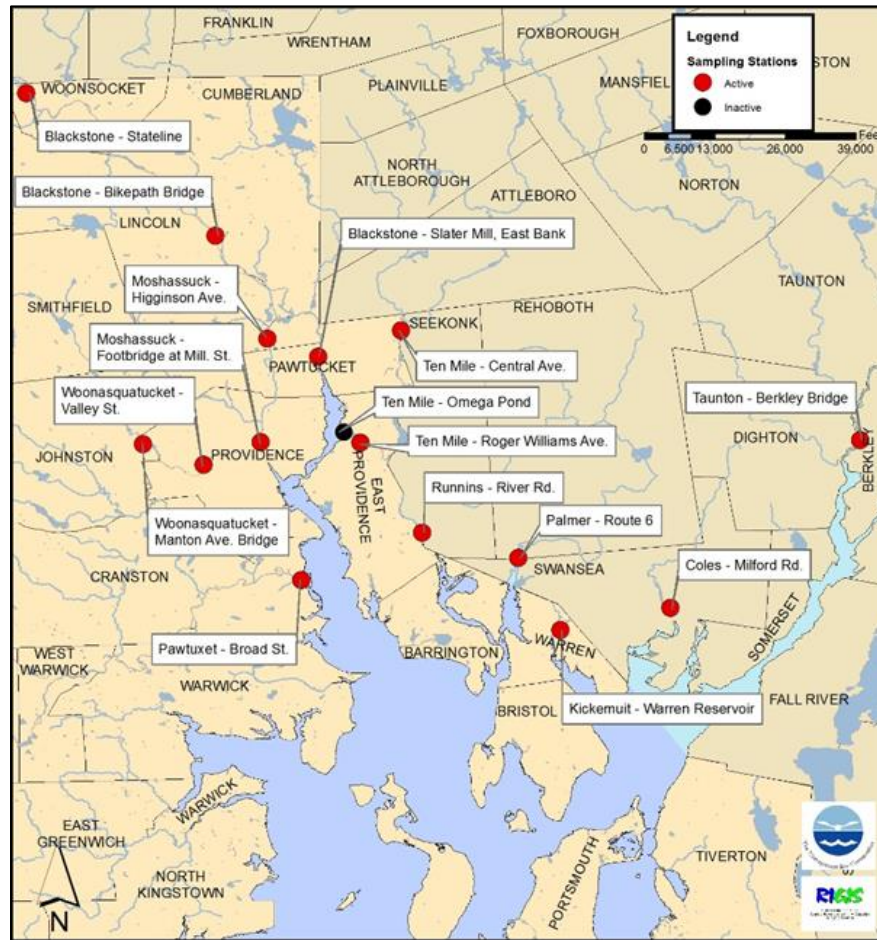 FRANKLIN
WRENTHAM
FOXBOROUGH
Legend
Sampling Stations
Active
Inactive
WOONSOCKET
CUMBERLAND
PLAINVILLE
MANSFIEL
STON
Blackstone - Stateline
0 6,500 13,000 26,000 39,000
Fee
NORTH
ATTLEBOROUGH
ATTLEBORO
NORTON
Blackstone - Bikepath Bridge
LINCOLN
Blackstone - Slater Mill, East Bank
Moshassuck -
Higginson Ave.
TAUNTON
SMITHFIELD
REHOBOTH
SEEKONK
Moshassuck -
Footbridge at Mill. St.
PAWTUCKET
Ten Mile - Central Ave.
Woonasquatucket -
Valley St.
Ten Mile - Omega Pond
Taunton - Berkley Bridge
JOHNSTON
PROVIDENCE
Ten Mile - Roger Williams Ave.
DIGHTON
BERKLEY
EAST
PROVIDENCE
Runnins - River Rd.
Woonasquatucket -
Manton Ave. Bridge
Palmer - Route 6
CRANSTON
SWANSEA
Coles - Milford Rd.
Pawtuxet - Broad St.
WARREN
SOMERSET
BARRINGTON
WEST
WARWICK
WARWICK
BRISTOL
Kickemuit - Warren Reservoir
FALL RIVER
WARWICK
EAST
GREENWICH
NORTH
KINGSTOWN
PORTSMOUTH
TIVERTON
N
RIGIS